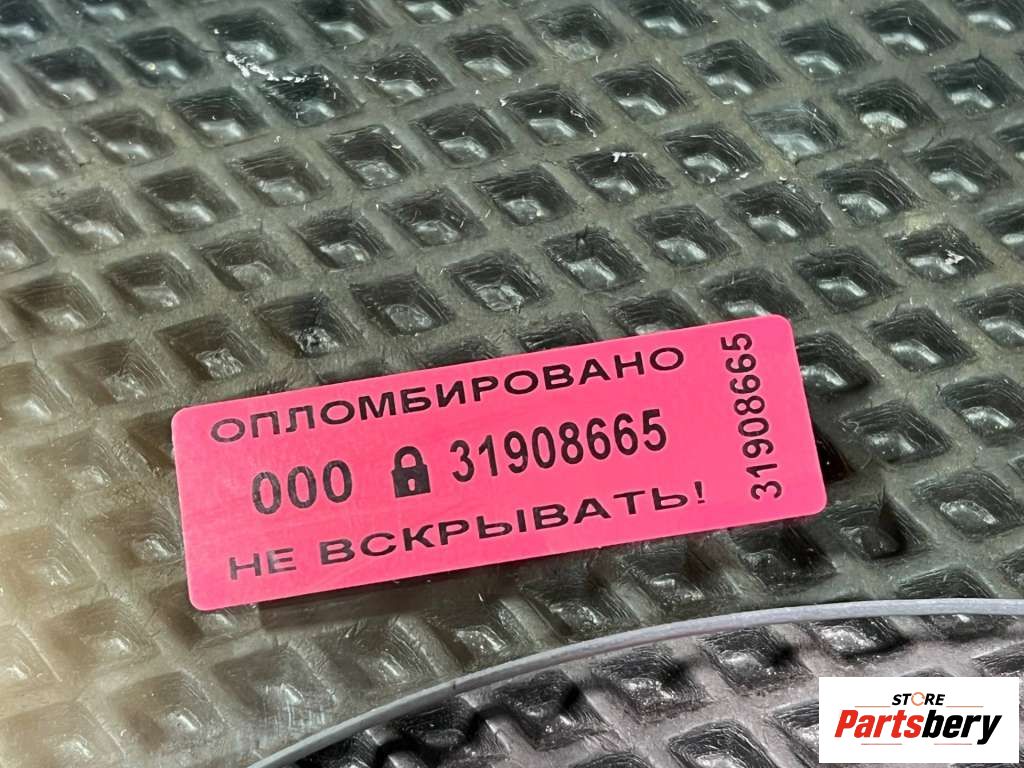 ОПЛОМБИРОВАНО
000 31908665
НЕ ВСКРЫВАТЬ!
31908665
STORE
Partsbery